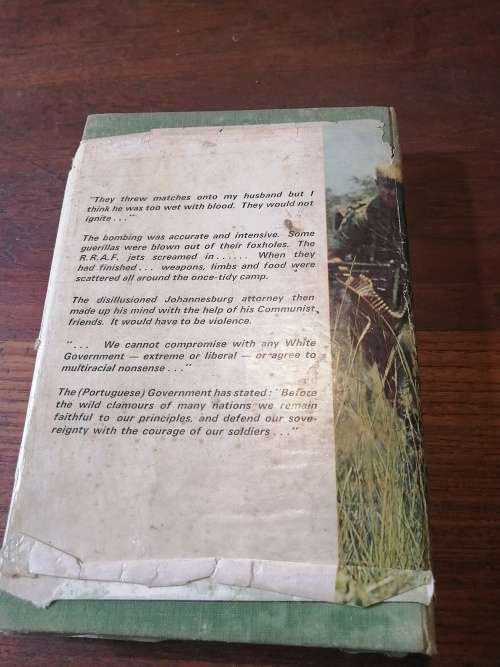 "They threw matches onto my husband but I
think he was too wet with blood. They would not
ignite . . ."
The bombing was accurate and intensive. Some
guerillas were blown out of their foxholes. The
R.R.A.F. jets screamed in . . . . . . When they
had finished . . . weapons, limbs and food were
scattered all around the once-tidy camp.
The disillusioned Johannesburg attorney then
made up his mind with the help of his Communist
friends. It would have to be violence.
". . . We cannot compromise with any White
Government — extreme or liberal — or agree to
multiracial nonsense . . ."
The (Portuguese) Government has stated : "Before
the wild clamours of many nations we remain
faithful to our principles, and defend our sove-
reignty with the courage of our soldiers . . ."